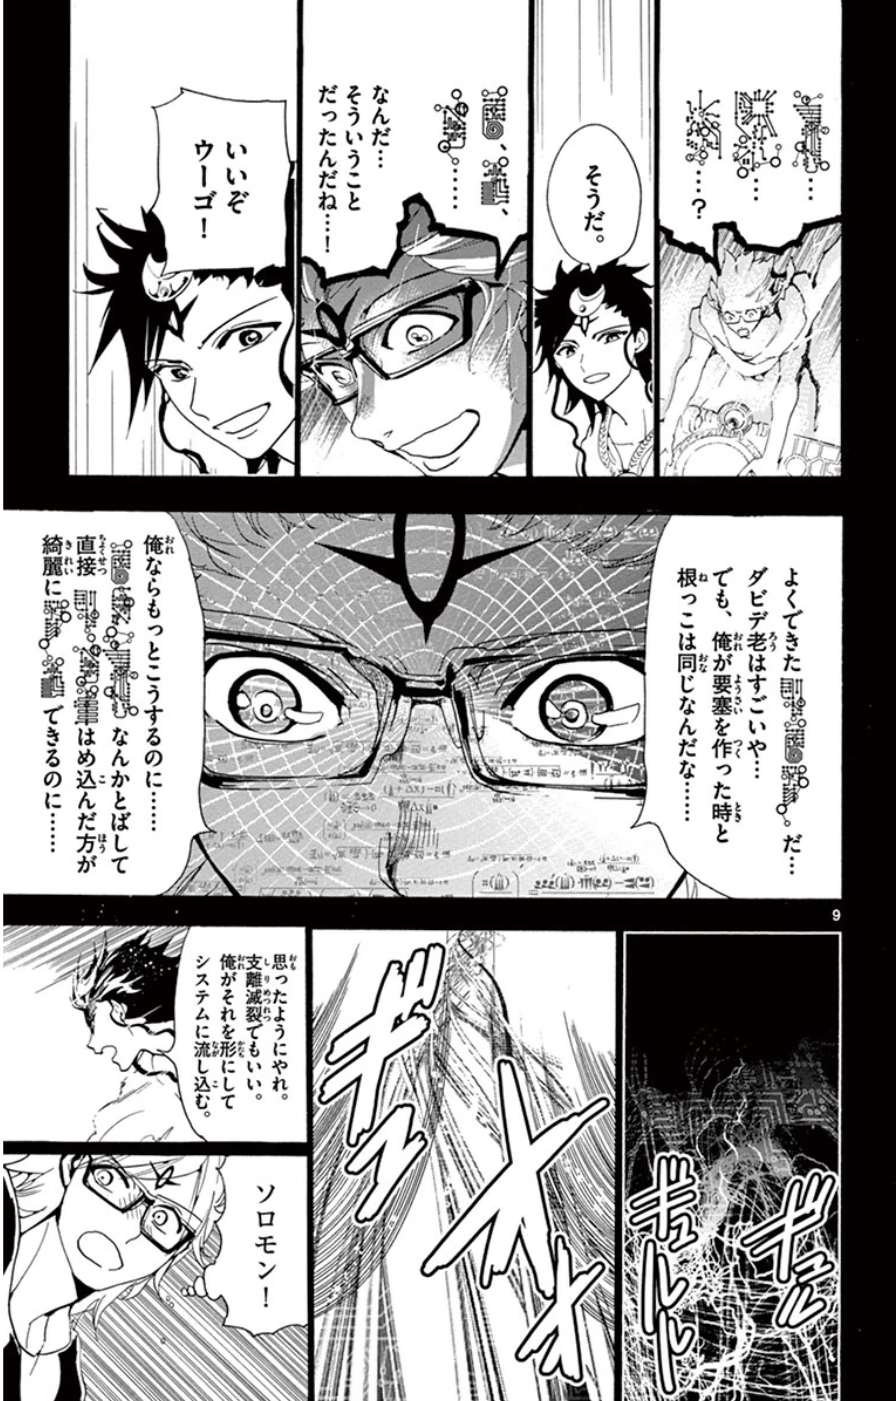 …
…
…？
そうだ。
、
、
……
なんだ…
そういうこと
だったんだね…！
いいぞ
ウーゴ！
よくできた
。だ…
ダビデ老はすごいや…
でも、俺が要塞を作った時と
根っこは同じなんだな……
俺ならもっとこうするのに……
なんかとばして
直接
はめ込んだ方が
綺麗に
できるのに……
9
ギュ
ギュルルル
ギュ
メメ
思ったようにやれ。
支離滅裂でもいい。
俺がそれを形にして
システムに流し込む。
ソロモン！